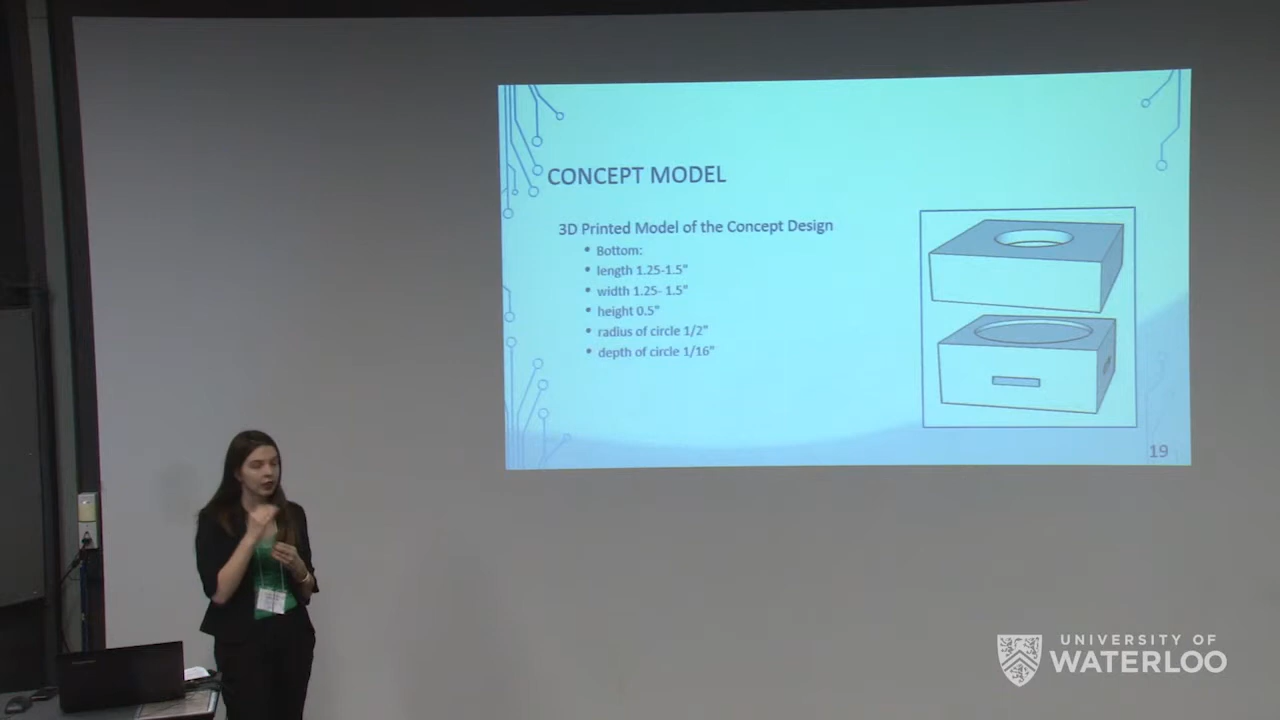 CONCEPT MODEL
3D Printed Model of the Concept Design
• Bottom:
• length 1.25-1.5"
• width 1.25- 1.5"
• height 0.5"
• radius of circle 1/2"
• depth of circle 1/16"
19
UNIVERSITY OF
WATERLOO